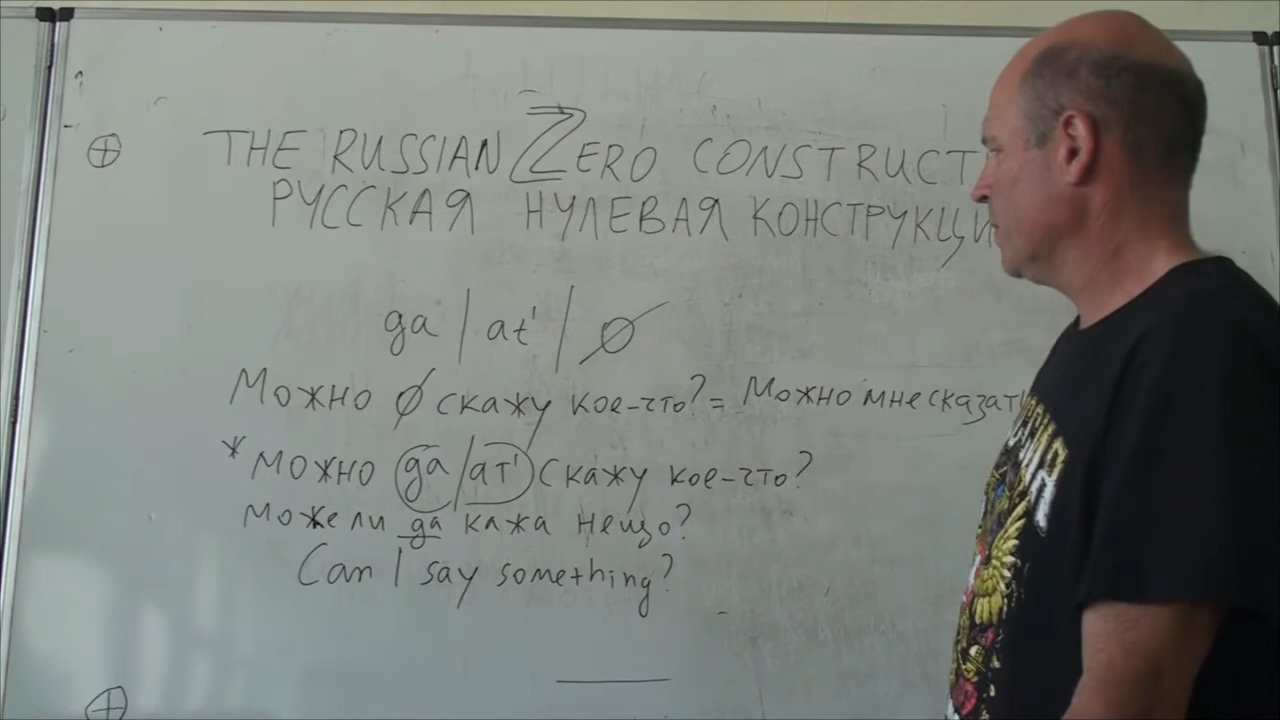 THE RUSSIAN ZERO CONSTRUCT
РУССКАЯ НУЛЕВАЯ КОНСТРУКЦИ
да / at' / Ø
Можно Ø скажу кое-что? = Можно мне сказать
* Можно да/ат' скажу кое-что?
Може ли да кажа нещо?
Can I say something?